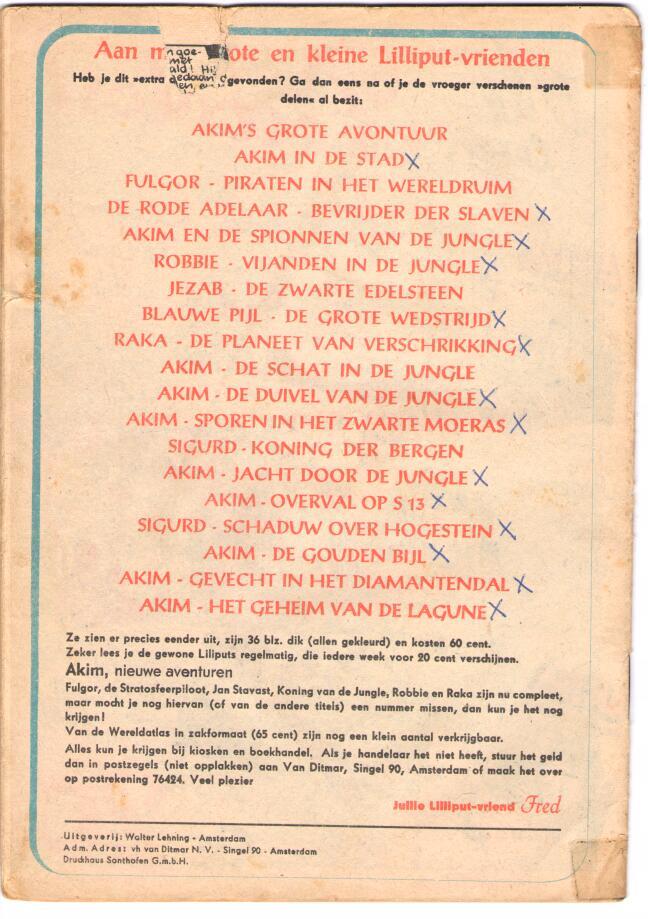 Aan ote en kleine Lilliput-vrienden
Heb je dit »extra gevonden? Ga dan eens na of je de vroeger verschenen »grote
delen« al bezit:
n goe-
met
ald! Hi
gedaan
en, en
AKIM'S GROTE AVONTUUR
AKIM IN DE STAD X
FULGOR - PIRATEN IN HET WERELDRUIM
DE RODE ADELAAR - BEVRIJDER DER SLAVEN X
AKIM EN DE SPIONNEN VAN DE JUNGLE X
ROBBIE - VIJANDEN IN DE JUNGLE X
JEZAB - DE ZWARTE EDELSTEEN
BLAUWE PIJL - DE GROTE WEDSTRIJD X
RAKA - DE PLANEET VAN VERSCHRIKKING X
AKIM - DE SCHAT IN DE JUNGLE
AKIM - DE DUIVEL VAN DE JUNGLE X
AKIM - SPOREN IN HET ZWARTE MOERAS X
SIGURD - KONING DER BERGEN
AKIM - JACHT DOOR DE JUNGLE X
AKIM - OVERVAL OP S 13 X
SIGURD - SCHADUW OVER HOGESTEIN X
AKIM - DE GOUDEN BIJL X
AKIM - GEVECHT IN HET DIAMANTENDAL X
AKIM - HET GEHEIM VAN DE LAGUNE X
Ze zien er precies eender uit, zijn 36 blz. dik (allen gekleurd) en kosten 60 cent.
Zeker lees je de gewone Liliputs regelmatig, die iedere week voor 20 cent verschijnen.
Akim, nieuwe aventuren
Fulgor, de Stratosfeerpiloot, Jan Stavast, Koning van de Jungle, Robbie en Raka zijn nu compleet,
maar mocht je nog hiervan (of van de andere titels) een nummer missen, dan kun je het nog
krijgen!
Van de Wereldatlas in zakformaat (65 cent) zijn nog een klein aantal verkrijgbaar.
Alles kun je krijgen bij kiosken en boekhandel. Als je handelaar het niet heeft, stuur het geld
dan in postzegels (niet opplakken) aan Van Ditmar, Singel 90, Amsterdam of maak het over
op postrekening 76424. Veel plezier
Jullie Lilliput-vriend Fred
Uitgeverij: Walter Lehning - Amsterdam
Adm. Adres: vh van Ditmar N. V. - Singel 90 - Amsterdam
Druckhaus Sonthofen G.m.b.H.